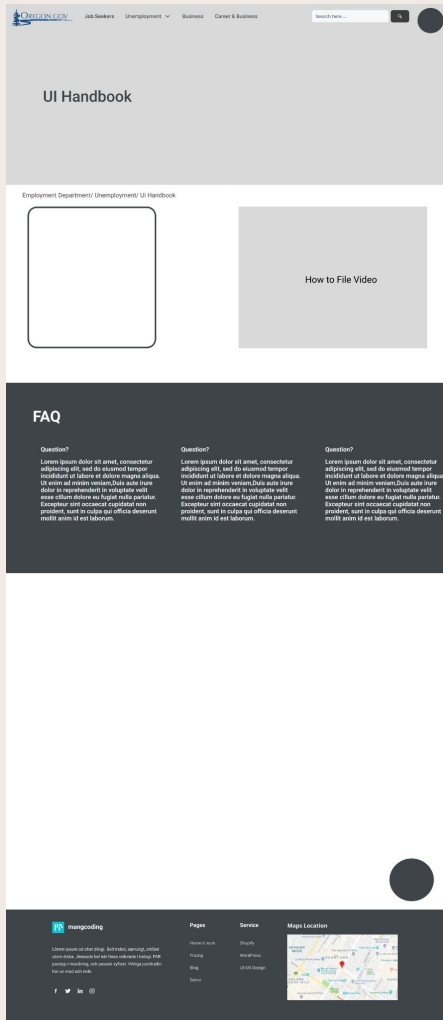 OREGON.GOV
Job Seekers Unemployment Business Career & Business
Search here ...
UI Handbook
Employment Department/ Unemployment/ UI Handbook
How to File Video
FAQ
Question?
Lorem ipsum dolor sit amet, consectetur
adipiscing elit, sed do eiusmod tempor
incididunt ut labore et dolore magna aliqua.
Ut enim ad minim veniam,Duis aute irure
dolor in reprehenderit in voluptate velit
esse cillum dolore eu fugiat nulla pariatur.
Excepteur sint occaecat cupidatat non
proident, sunt in culpa qui officia deserunt
mollit anim id est laborum.
Question?
Lorem ipsum dolor sit amet, consectetur
adipiscing elit, sed do eiusmod tempor
incididunt ut labore et dolore magna aliqua.
Ut enim ad minim veniam,Duis aute irure
dolor in reprehenderit in voluptate velit
esse cillum dolore eu fugiat nulla pariatur.
Excepteur sint occaecat cupidatat non
proident, sunt in culpa qui officia deserunt
mollit anim id est laborum.
Question?
Lorem ipsum dolor sit amet, consectetur
adipiscing elit, sed do eiusmod tempor
incididunt ut labore et dolore magna aliqua.
Ut enim ad minim veniam,Duis aute irure
dolor in reprehenderit in voluptate velit
esse cillum dolore eu fugiat nulla pariatur.
Excepteur sint occaecat cupidatat non
proident, sunt in culpa qui officia deserunt
mollit anim id est laborum.
mangcoding
Pages
Home it work
Pricing
Blog
Demo
Service
Shopify
WordPress
UI/UX Design
Maps Location